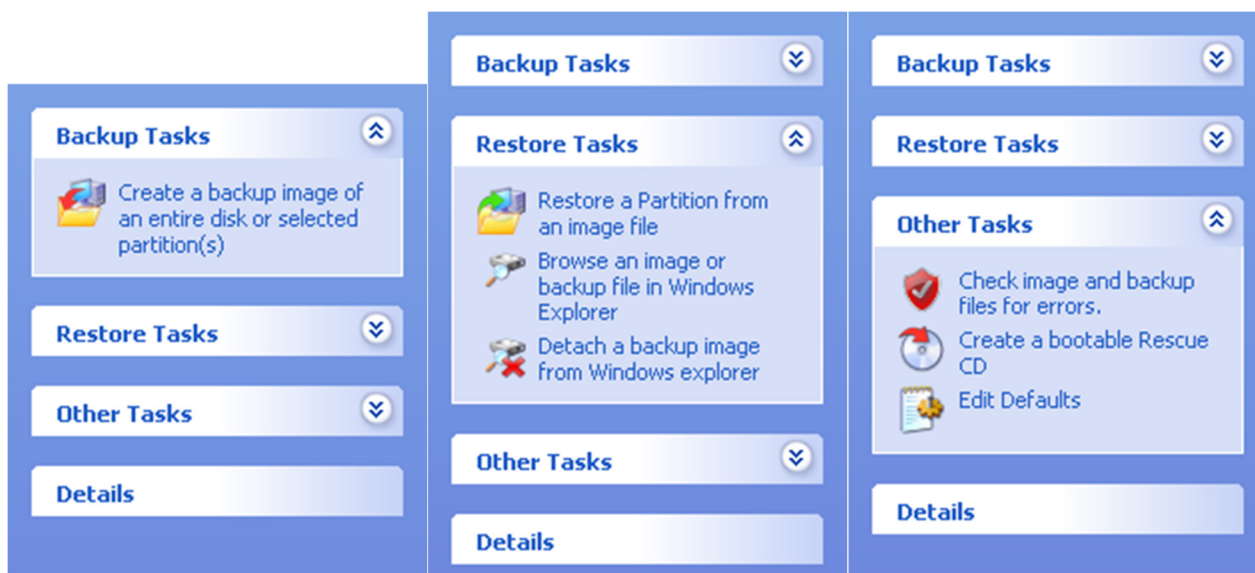 Backup Tasks
Create a backup image of
an entire disk or selected
partition(s)
Restore Tasks
Other Tasks
Details
Backup Tasks
Restore Tasks
Restore a Partition from
an image file
Browse an image or
backup file in Windows
Explorer
Detach a backup image
from Windows explorer
Other Tasks
Details
Backup Tasks
Restore Tasks
Other Tasks
Check image and backup
files for errors.
Create a bootable Rescue
CD
Edit Defaults
Details